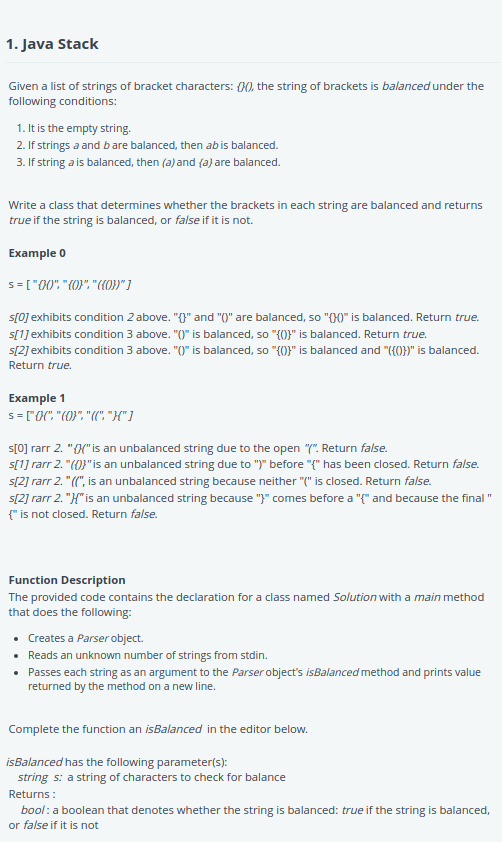 1. Java Stack
Given a list of strings of bracket characters: {}(), the string of brackets is balanced under the
following conditions:
1. It is the empty string.
2. If strings a and b are balanced, then ab is balanced.
3. If string a is balanced, then (a) and {a} are balanced.
Write a class that determines whether the brackets in each string are balanced and returns
true if the string is balanced, or false if it is not.
Example 0
s = [ "{}()", "{()}", "({()})" ]
s[0] exhibits condition 2 above. "{}" and "()" are balanced, so "{}()" is balanced. Return true.
s[1] exhibits condition 3 above. "()" is balanced, so "{()}" is balanced. Return true.
s[2] exhibits condition 3 above. "()" is balanced, so "{()}" is balanced and "({()})" is balanced.
Return true.
Example 1
s = ["{}(", "({)}", "((", "}{" ]
s[0] rarr 2. "{}(" is an unbalanced string due to the open "(". Return false.
s[1] rarr 2. "({)}" is an unbalanced string due to ")" before "{" has been closed. Return false.
s[2] rarr 2. "((", is an unbalanced string because neither "(" is closed. Return false.
s[2] rarr 2. "}{" is an unbalanced string because "}" comes before a "{" and because the final "
{" is not closed. Return false.
Function Description
The provided code contains the declaration for a class named Solution with a main method
that does the following:
• Creates a Parser object.
• Reads an unknown number of strings from stdin.
• Passes each string as an argument to the Parser object's isBalanced method and prints value
returned by the method on a new line.
Complete the function an isBalanced in the editor below.
isBalanced has the following parameter(s):
string s: a string of characters to check for balance
Returns :
bool : a boolean that denotes whether the string is balanced: true if the string is balanced,
or false if it is not